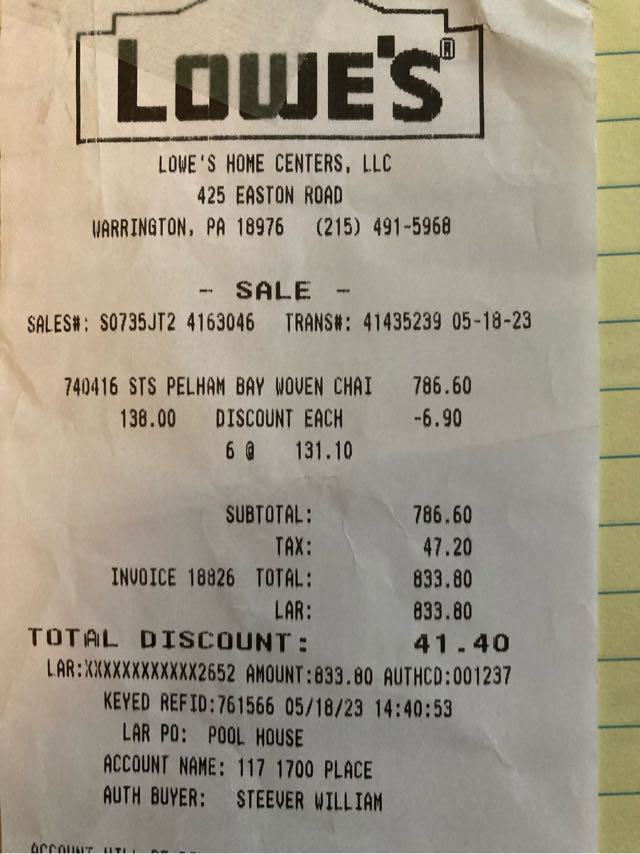 LOWE'S®
LOWE'S HOME CENTERS, LLC
425 EASTON ROAD
WARRINGTON, PA 18976 (215) 491-5968
- SALE -
SALES#: S0735JT2 4163046 TRANS#: 41435239 05-18-23
740416 STS PELHAM BAY WOVEN CHAI 786.60
138.00 DISCOUNT EACH -6.90
6 @ 131.10
SUBTOTAL: 786.60
TAX: 47.20
INVOICE 18826 TOTAL: 833.80
LAR: 833.80
TOTAL DISCOUNT: 41.40
LAR:XXXXXXXXXXXX2652 AMOUNT:833.80 AUTHCD:001237
KEYED REFID:761566 05/18/23 14:40:53
LAR PO: POOL HOUSE
ACCOUNT NAME: 117 1700 PLACE
AUTH BUYER: STEEVER WILLIAM
ACCOUNT WILL BE